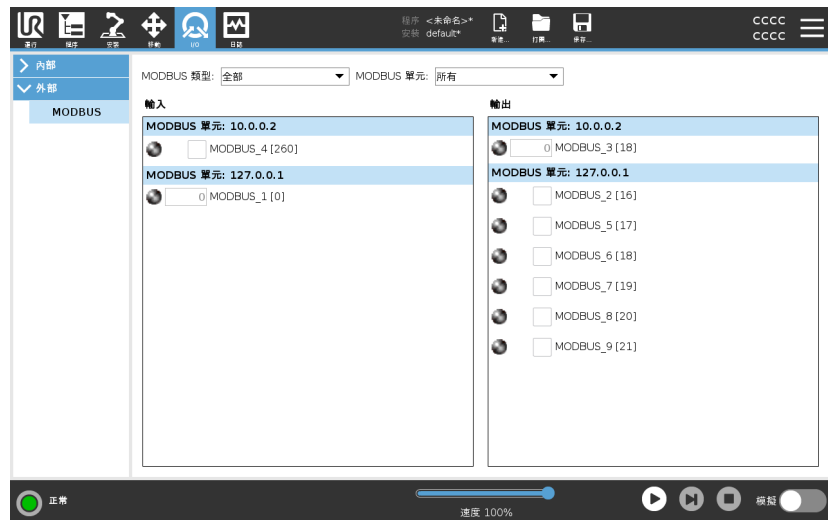 UR
運行 程序 安裝 移動 I/O 日誌
程序 <未命名>*
安裝 default*
新建... 打開... 保存...
CCCC
CCCC
內部
外部
MODBUS
MODBUS 類型: 全部
MODBUS 單元: 所有
輸入
MODBUS 單元: 10.0.0.2
MODBUS_4 [260]
MODBUS 單元: 127.0.0.1
0 MODBUS_1 [0]
輸出
MODBUS 單元: 10.0.0.2
0 MODBUS_3 [18]
MODBUS 單元: 127.0.0.1
MODBUS_2 [16]
MODBUS_5 [17]
MODBUS_6 [18]
MODBUS_7 [19]
MODBUS_8 [20]
MODBUS_9 [21]
正常
速度 100%
模擬